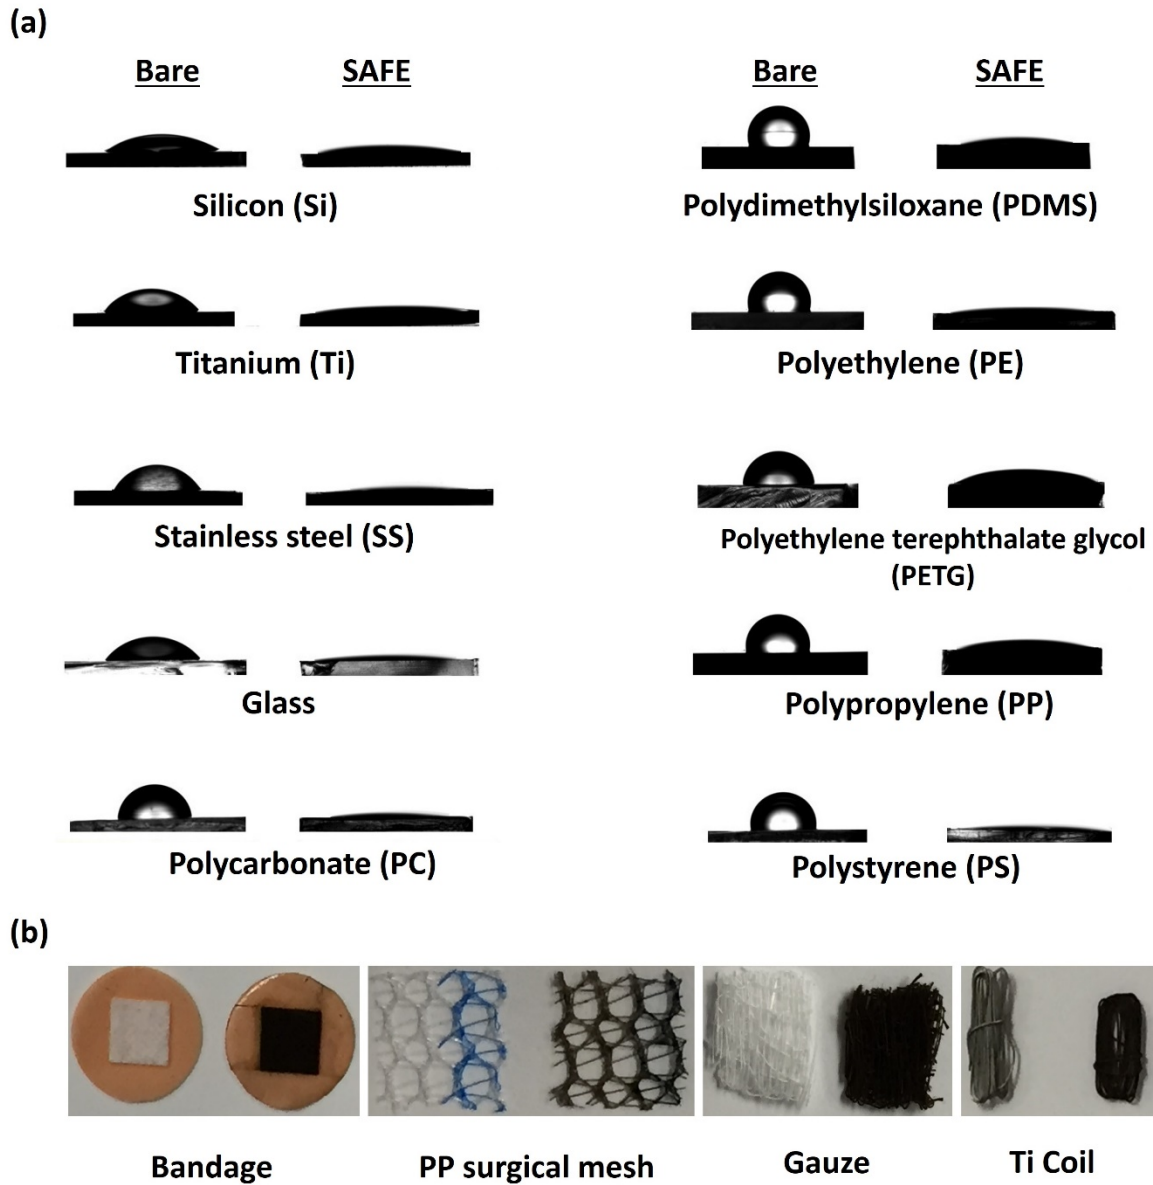 (a)
Bare SAFE Bare SAFE
Silicon (Si) Polydimethylsiloxane (PDMS)
Titanium (Ti) Polyethylene (PE)
Stainless steel (SS) Polyethylene terephthalate glycol
(PETG)
Glass Polypropylene (PP)
Polycarbonate (PC) Polystyrene (PS)
(b)
Bandage PP surgical mesh Gauze Ti Coil